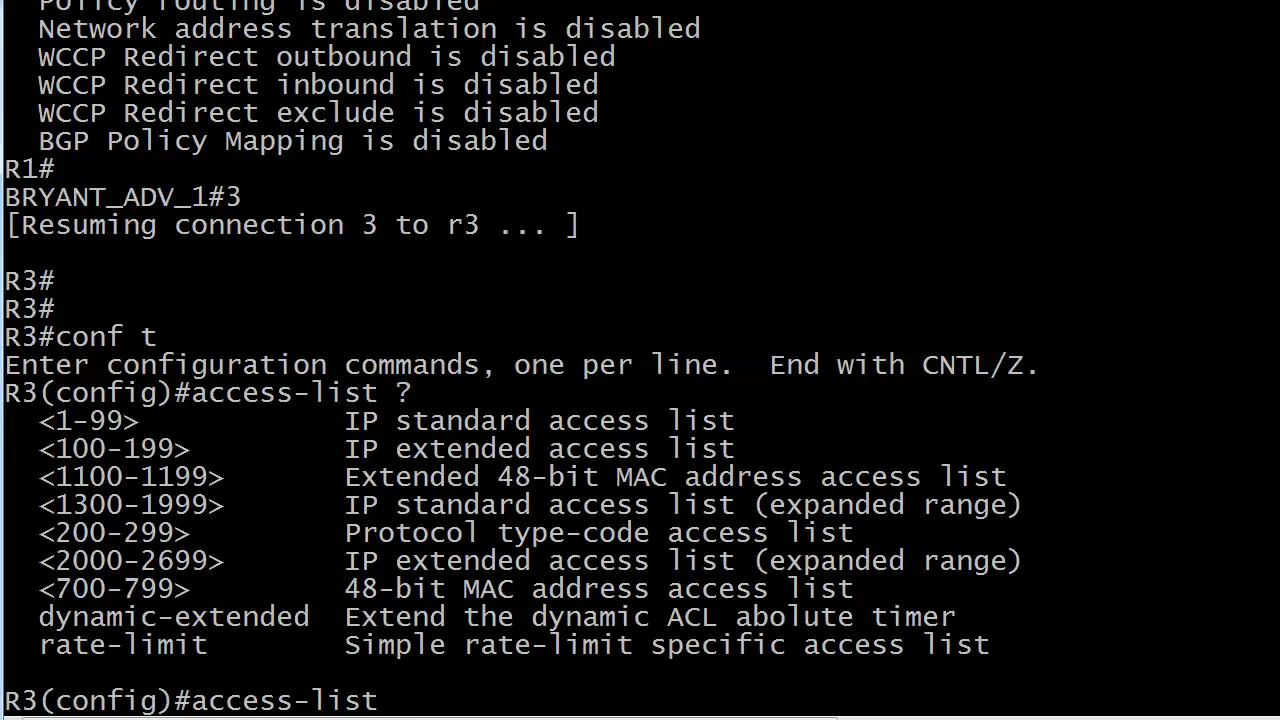 Policy routing is disabled
Network address translation is disabled
WCCP Redirect outbound is disabled
WCCP Redirect inbound is disabled
WCCP Redirect exclude is disabled
BGP Policy Mapping is disabled
R1#
BRYANT_ADV_1#3
[Resuming connection 3 to r3 ... ]
R3#
R3#
R3#conf t
Enter configuration commands, one per line.  End with CNTL/Z.
R3(config)#access-list ?
<1-99>            IP standard access list
<100-199>         IP extended access list
<1100-1199>       Extended 48-bit MAC address access list
<1300-1999>       IP standard access list (expanded range)
<200-299>         Protocol type-code access list
<2000-2699>       IP extended access list (expanded range)
<700-799>         48-bit MAC address access list
dynamic-extended  Extend the dynamic ACL abolute timer
rate-limit        Simple rate-limit specific access list
R3(config)#access-list